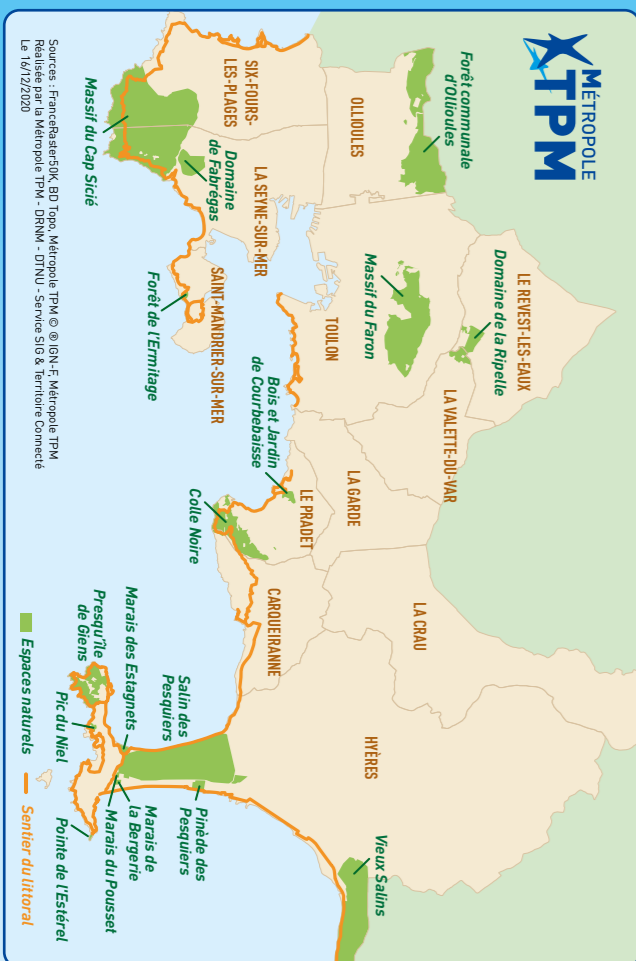 MÉTROPOLE
TPM
Forêt communale
d'Ollioules
OLLIOULES
SIX-FOURS-
LES-PLAGES
Massif du Cap Sicié
Domaine
de Fabrégas
LA SEYNE-SUR-MER
SAINT-MANDRIER-SUR-MER
Forêt de l'Ermitage
LE REVEST-LES-EAUX
Domaine de la Ripelle
Massif du Faron
TOULON
LA VALETTE-DU-VAR
LA GARDE
Bois et Jardin
de Courbebaisse
LE PRADET
Colle Noire
CARQUEIRANNE
LA CRAU
HYÈRES
Vieux Salins
Salin des
Pesquiers
Pinède des
Pesquiers
Marais des Estagnets
Marais de
la Bergerie
Marais du Pousset
Presqu'île
de Giens
Pic du Niel
Pointe de l'Estérel
Espaces naturels
Sentier du littoral
Sources : FranceRaster50K, BD Topo, Métropole TPM © ® IGN-F, Métropole TPM
Réalisée par la Métropole TPM - DRNM - DTNU - Service SIG & Territoire Connecté
Le 16/12/2020